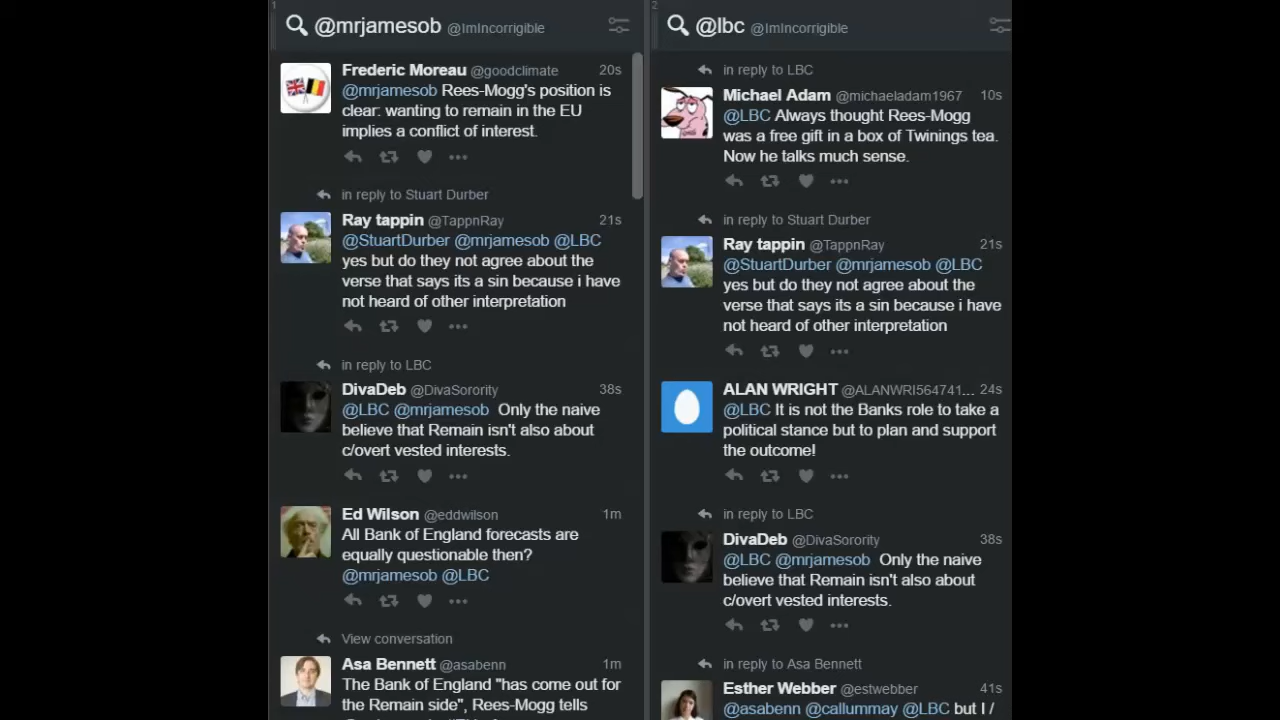 1
@mrjamesob @ImIncorrigible
Frederic Moreau @goodclimate 20s
@mrjamesob Rees-Mogg's position is
clear: wanting to remain in the EU
implies a conflict of interest.
in reply to Stuart Durber
Ray tappin @TappnRay 21s
@StuartDurber @mrjamesob @LBC
yes but do they not agree about the
verse that says its a sin because i have
not heard of other interpretation
in reply to LBC
DivaDeb @DivaSorority 38s
@LBC @mrjamesob Only the naive
believe that Remain isn't also about
c/overt vested interests.
Ed Wilson @eddwilson 1m
All Bank of England forecasts are
equally questionable then?
@mrjamesob @LBC
View conversation
Asa Bennett @asabenn 1m
The Bank of England "has come out for
the Remain side", Rees-Mogg tells
2
@lbc @ImIncorrigible
in reply to LBC
Michael Adam @michaeladam1967 10s
@LBC Always thought Rees-Mogg
was a free gift in a box of Twinings tea.
Now he talks much sense.
in reply to Stuart Durber
Ray tappin @TappnRay 21s
@StuartDurber @mrjamesob @LBC
yes but do they not agree about the
verse that says its a sin because i have
not heard of other interpretation
ALAN WRIGHT @ALANWRI564741... 24s
@LBC It is not the Banks role to take a
political stance but to plan and support
the outcome!
in reply to LBC
DivaDeb @DivaSorority 38s
@LBC @mrjamesob Only the naive
believe that Remain isn't also about
c/overt vested interests.
in reply to Asa Bennett
Esther Webber @estwebber 41s
@asabenn @callummay @LBC but I /